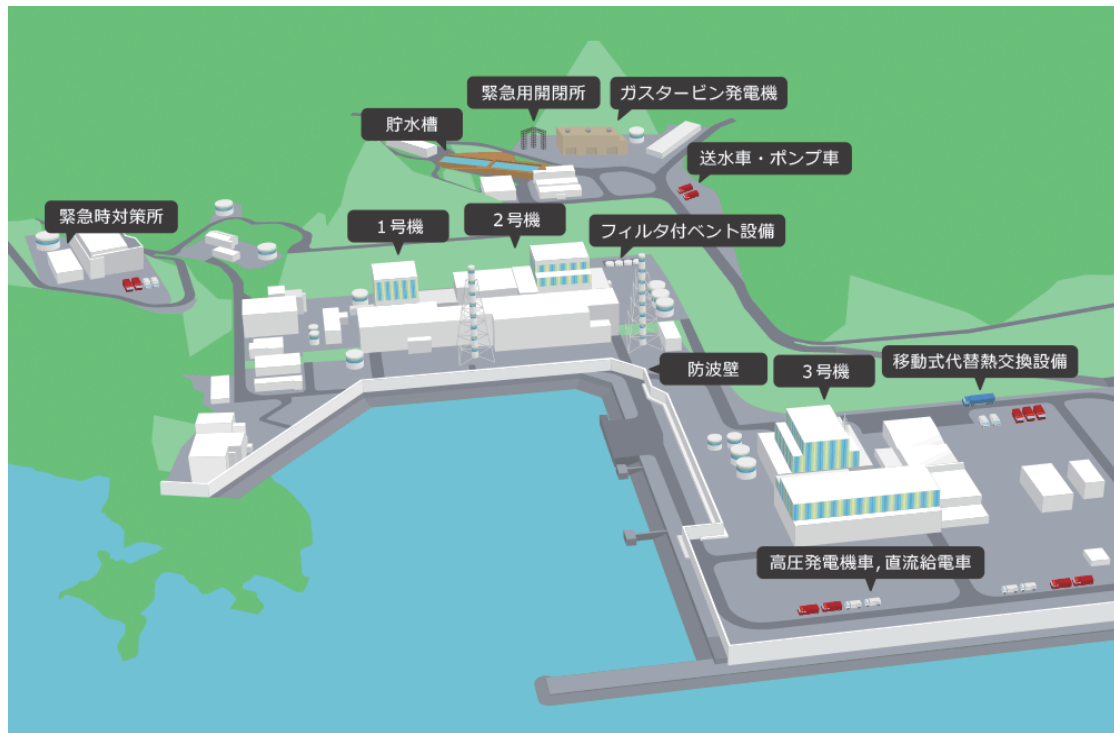 緊急用開閉所
ガスタービン発電機
貯水槽
送水車・ポンプ車
緊急時対策所
1号機
2号機
フィルタ付ベント設備
防波壁
3号機
移動式代替熱交換設備
高圧発電機車,直流給電車